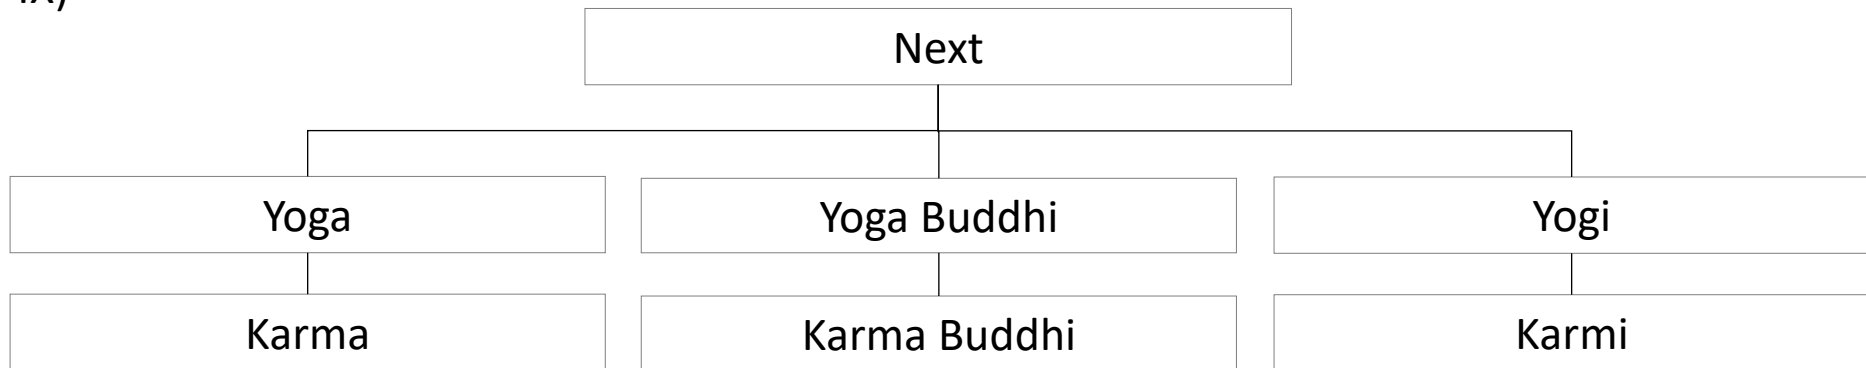 Next
Yoga
Yoga Buddhi
Yogi
Karma
Karma Buddhi
Karmi